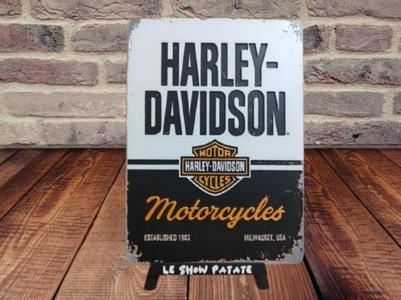 HARLEY-
DAVIDSON
MOTOR
HARLEY-DAVIDSON
CYCLES
Motorcycles
ESTABLISHED 1903 MILWAUKEE, USA
LE SHOW PATATE